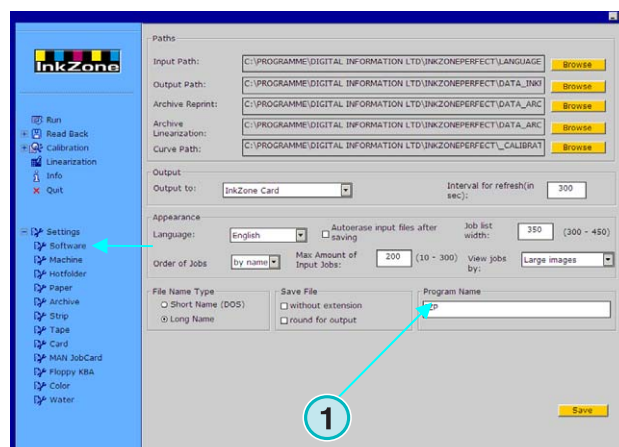 InkZone
Run
Read Back
Calibration
Linearization
Info
Quit
Settings
Software
Machine
Hotfolder
Paper
Archive
Strip
Tape
Card
MAN JobCard
Floppy KBA
Color
Water
Paths
Input Path: C:\PROGRAMME\DIGITAL INFORMATION LTD\INKZONEPERFECT\LANGUAGE Browse
Output Path: C:\PROGRAMME\DIGITAL INFORMATION LTD\INKZONEPERFECT\DATA_INK Browse
Archive Reprint: C:\PROGRAMME\DIGITAL INFORMATION LTD\INKZONEPERFECT\DATA_ARC Browse
Archive
Linearization: C:\PROGRAMME\DIGITAL INFORMATION LTD\INKZONEPERFECT\DATA_ARC Browse
Curve Path: C:\PROGRAMME\DIGITAL INFORMATION LTD\INKZONEPERFECT\_CALIBRAT Browse
Output
Output to: InkZone Card Interval for refresh(in
sec): 300
Appearance
Language: English Autoerase input files after
saving Job list
width: 350 (300 - 450)
Order of Jobs by name Max Amount of
Input Jobs: 200 (10 - 300) View jobs
by: Large images
File Name Type
Short Name (DOS)
Long Name
Save File
without extension
round for output
Program Name
1
Save